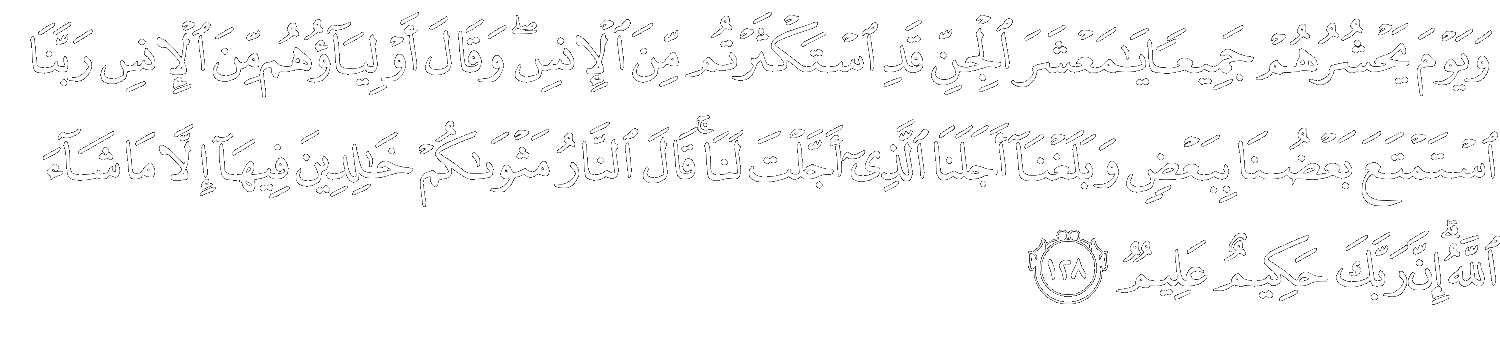 وَيَوْمَ يَحْشُرُهُمْ جَمِيعًا يَٰمَعْشَرَ ٱلْجِنِّ قَدِ ٱسْتَكْثَرْتُم مِّنَ ٱلْإِنسِ ۖ وَقَالَ أَوْلِيَآؤُهُم مِّنَ ٱلْإِنسِ رَبَّنَا
ٱسْتَمْتَعَ بَعْضُنَا بِبَعْضٍ وَبَلَغْنَآ أَجَلَنَا ٱلَّذِىٓ أَجَّلْتَ لَنَا ۚ قَالَ ٱلنَّارُ مَثْوَىٰكُمْ خَٰلِدِينَ فِيهَآ إِلَّا مَا شَآءَ
ٱللَّهُ ۗ إِنَّ رَبَّكَ حَكِيمٌ عَلِيمٌ ١٢٨